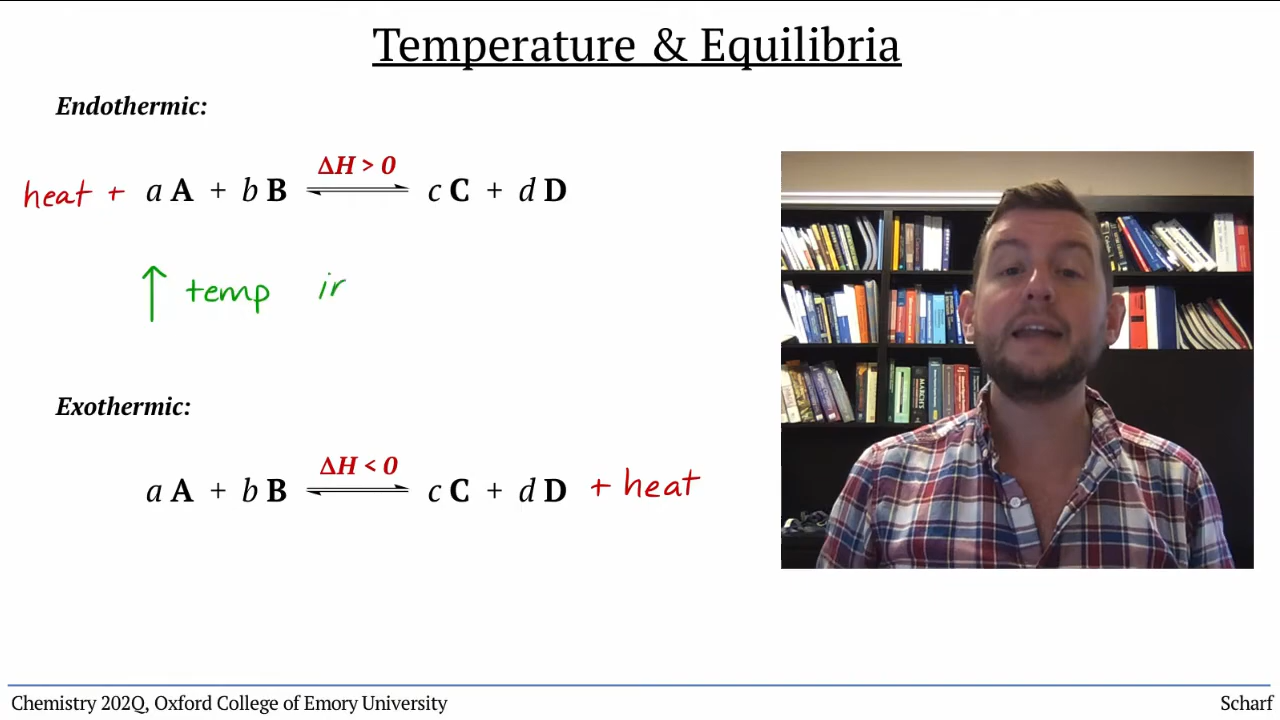 Temperature & Equilibria
Endothermic:
ΔH > 0
heat + a A + b B ⇌ c C + d D
↑ temp ir
Exothermic:
ΔH < 0
a A + b B ⇌ c C + d D + heat
Chemistry 202Q, Oxford College of Emory University
Scharf